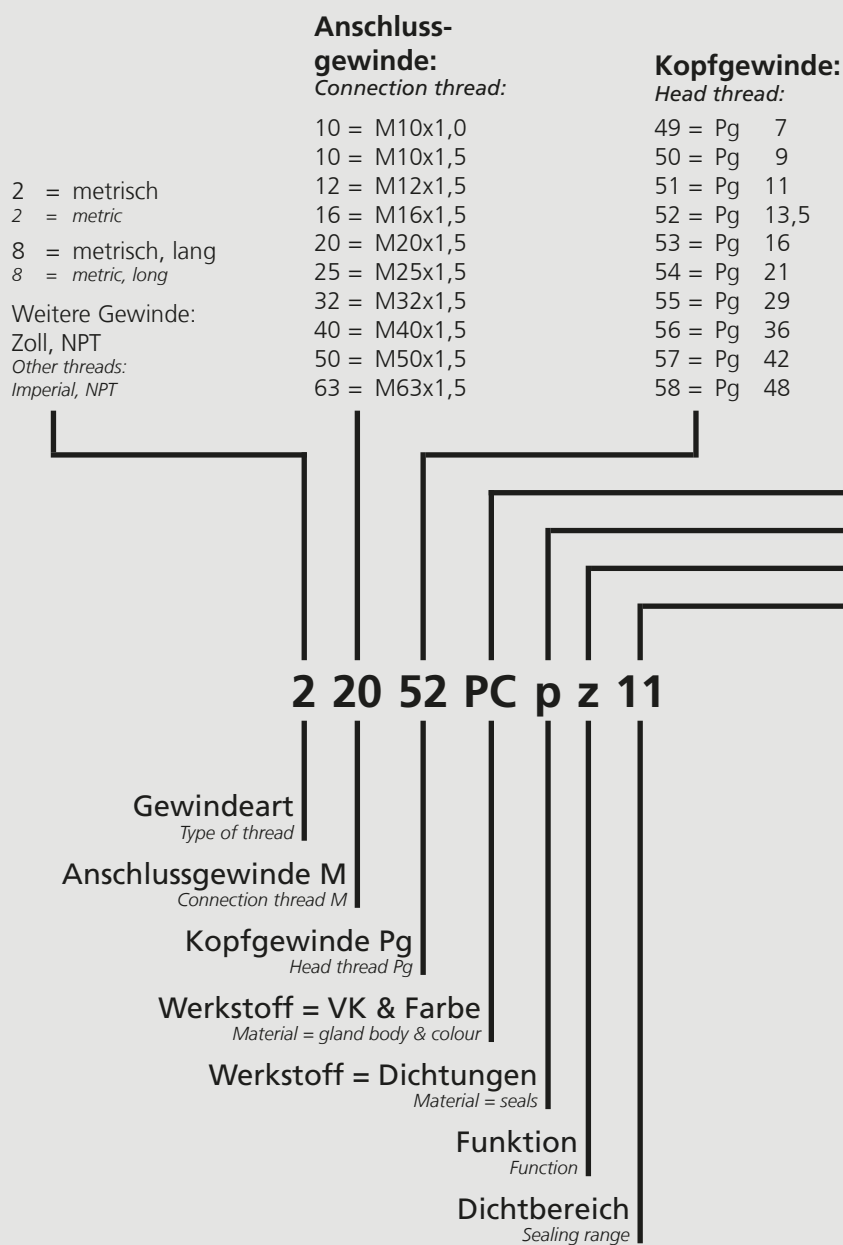 Anschluss-
gewinde:
Connection thread:
10 = M10x1,0
10 = M10x1,5
12 = M12x1,5
16 = M16x1,5
20 = M20x1,5
25 = M25x1,5
32 = M32x1,5
40 = M40x1,5
50 = M50x1,5
63 = M63x1,5
Kopfgewinde:
Head thread:
49 = Pg 7
50 = Pg 9
51 = Pg 11
52 = Pg 13,5
53 = Pg 16
54 = Pg 21
55 = Pg 29
56 = Pg 36
57 = Pg 42
58 = Pg 48
2 = metrisch
2 = metric
8 = metrisch, lang
8 = metric, long
Weitere Gewinde:
Zoll, NPT
Other threads:
Imperial, NPT
2 20 52 PC p z 11
Gewindeart
Type of thread
Anschlussgewinde M
Connection thread M
Kopfgewinde Pg
Head thread Pg
Werkstoff = VK & Farbe
Material = gland body & colour
Werkstoff = Dichtungen
Material = seals
Funktion
Function
Dichtbereich
Sealing range